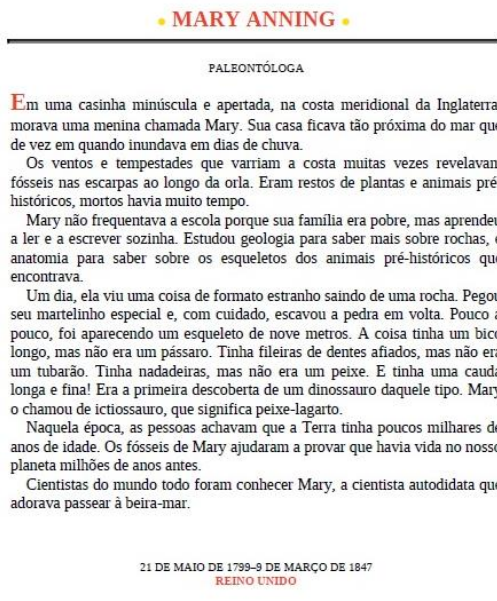 MARY ANNING
PALEONTÓLOGA
Em uma casinha minúscula e apertada, na costa meridional da Inglaterra
morava uma menina chamada Mary. Sua casa ficava tão próxima do mar que
de vez em quando inundava em dias de chuva.
Os ventos e tempestades que varriam a costa muitas vezes revelavam
fósseis nas escarpas ao longo da orla. Eram restos de plantas e animais pré-
históricos, mortos havia muito tempo.
Mary não frequentava a escola porque sua família era pobre, mas aprendeu
a ler e a escrever sozinha. Estudou geologia para saber mais sobre rochas, e
anatomia para saber sobre os esqueletos dos animais pré-históricos que
encontrava.
Um dia, ela viu uma coisa de formato estranho saindo de uma rocha. Pegou
seu martelinho especial e, com cuidado, escavou a pedra em volta. Pouco a
pouco, foi aparecendo um esqueleto de nove metros. A coisa tinha um bico
longo, mas não era um pássaro. Tinha fileiras de dentes afiados, mas não era
um tubarão. Tinha nadadeiras, mas não era um peixe. E tinha uma cauda
longa e fina! Era a primeira descoberta de um dinossauro daquele tipo. Mary
o chamou de ictiossauro, que significa peixe-lagarto.
Naquela época, as pessoas achavam que a Terra tinha poucos milhares de
anos de idade. Os fósseis de Mary ajudaram a provar que havia vida no nosso
planeta milhões de anos antes.
Cientistas do mundo todo foram conhecer Mary, a cientista autodidata que
adorava passear à beira-mar.
21 DE MAIO DE 1799–9 DE MARÇO DE 1847
REINO UNIDO